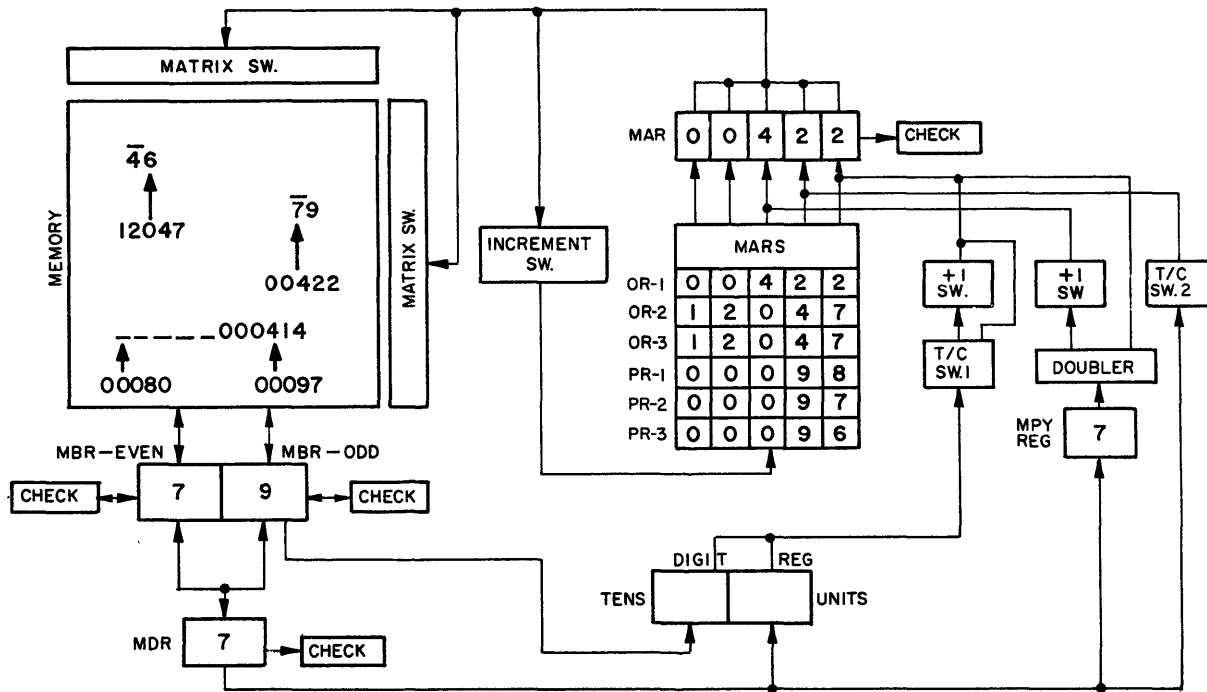 MATRIX SW.
MEMORY
4̅6
12047
7̅9
00422
_ _ _ _ _ 000414
00080
00097
MATRIX SW.
INCREMENT
SW.
MAR
0 0 4 2 2
CHECK
MARS
OR-1 0 0 4 2 2
OR-2 1 2 0 4 7
OR-3 1 2 0 4 7
PR-1 0 0 0 9 8
PR-2 0 0 0 9 7
PR-3 0 0 0 9 6
+1
SW.
+1
SW
T/C
SW.2
T/C
SW.1
DOUBLER
MPY
REG
7
MBR-EVEN
MBR-ODD
CHECK
7 9
CHECK
DIGIT REG
TENS
UNITS
MDR
7
CHECK